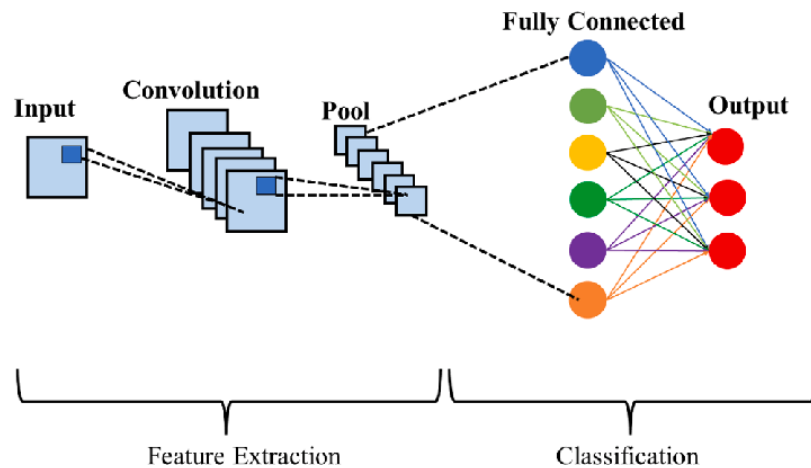 Fully Connected
Input
Convolution
Pool
Output
Feature Extraction
Classification